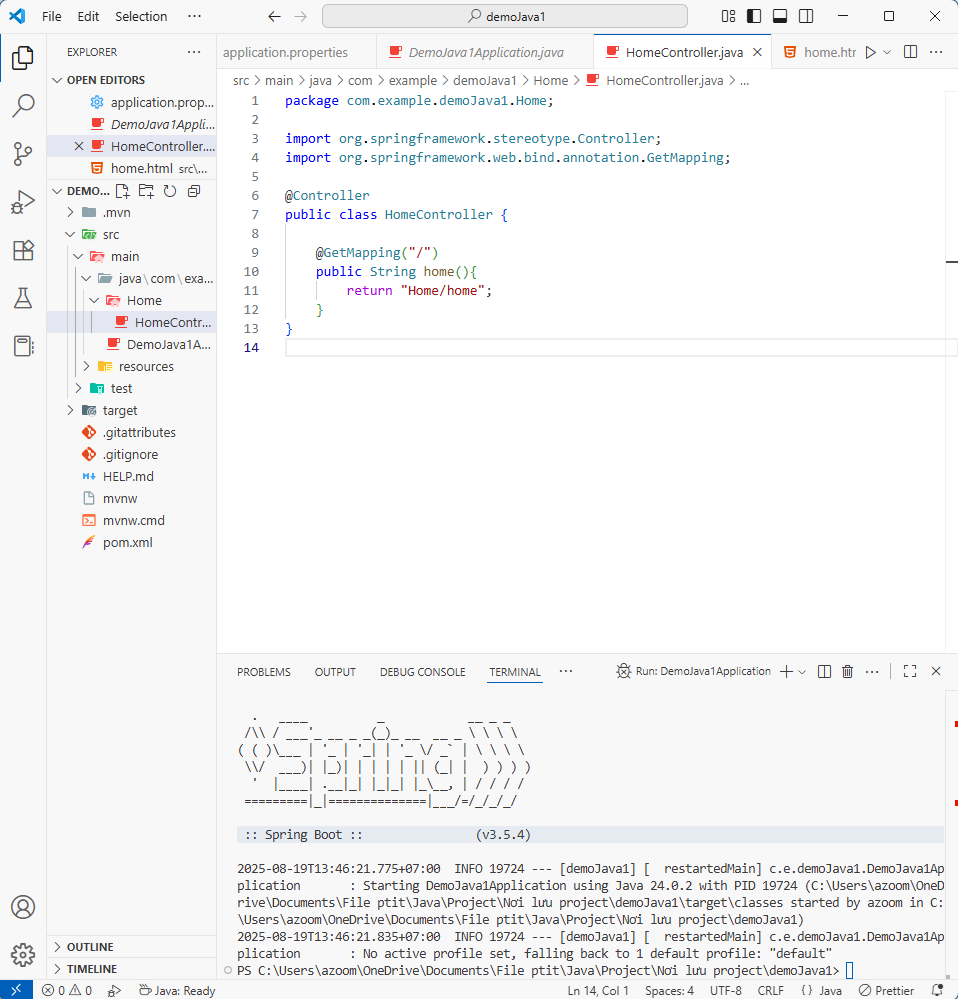 File Edit Selection ··· demoJava1
EXPLORER ···
OPEN EDITORS
application.prop...
DemoJava1Appli...
HomeController....
home.html src\...
DEMO...
.mvn
src
main
java\com\exa...
Home
HomeContr...
DemoJava1A...
resources
test
target
.gitattributes
.gitignore
HELP.md
mvnw
mvnw.cmd
pom.xml
OUTLINE
TIMELINE
application.properties DemoJava1Application.java HomeController.java home.htr
src > main > java > com > example > demoJava1 > Home > HomeController.java > ...
1 package com.example.demoJava1.Home;
2
3 import org.springframework.stereotype.Controller;
4 import org.springframework.web.bind.annotation.GetMapping;
5
6 @Controller
7 public class HomeController {
8
9 @GetMapping("/")
10 public String home(){
11 return "Home/home";
12 }
13 }
14
PROBLEMS OUTPUT DEBUG CONSOLE TERMINAL ··· Run: DemoJava1Application
  .   ____          _            __ _ _
 /\\ / ___'_ __ _ _(_)_ __  __ _ \ \ \ \
( ( )\___ | '_ | '_| | '_ \/ _` | \ \ \ \
 \\/  ___)| |_)| | | | | || (_| |  ) ) ) )
  '  |____| .__|_| |_|_| |_\__, | / / / /
 =========|_|==============|___/=/_/_/_/
:: Spring Boot :: (v3.5.4)
2025-08-19T13:46:21.775+07:00 INFO 19724 --- [demoJava1] [ restartedMain] c.e.demoJava1.DemoJava1Ap
plication : Starting DemoJava1Application using Java 24.0.2 with PID 19724 (C:\Users\azoom\OneD
rive\Documents\File ptit\Java\Project\Nơi lưu project\demoJava1\target\classes started by azoom in C:
\Users\azoom\OneDrive\Documents\File ptit\Java\Project\Nơi lưu project\demoJava1)
2025-08-19T13:46:21.835+07:00 INFO 19724 --- [demoJava1] [ restartedMain] c.e.demoJava1.DemoJava1Ap
plication : No active profile set, falling back to 1 default profile: "default"
PS C:\Users\azoom\OneDrive\Documents\File ptit\Java\Project\Nơi lưu project\demoJava1>
0 0 Java: Ready Ln 14, Col 1 Spaces: 4 UTF-8 CRLF {} Java Prettier